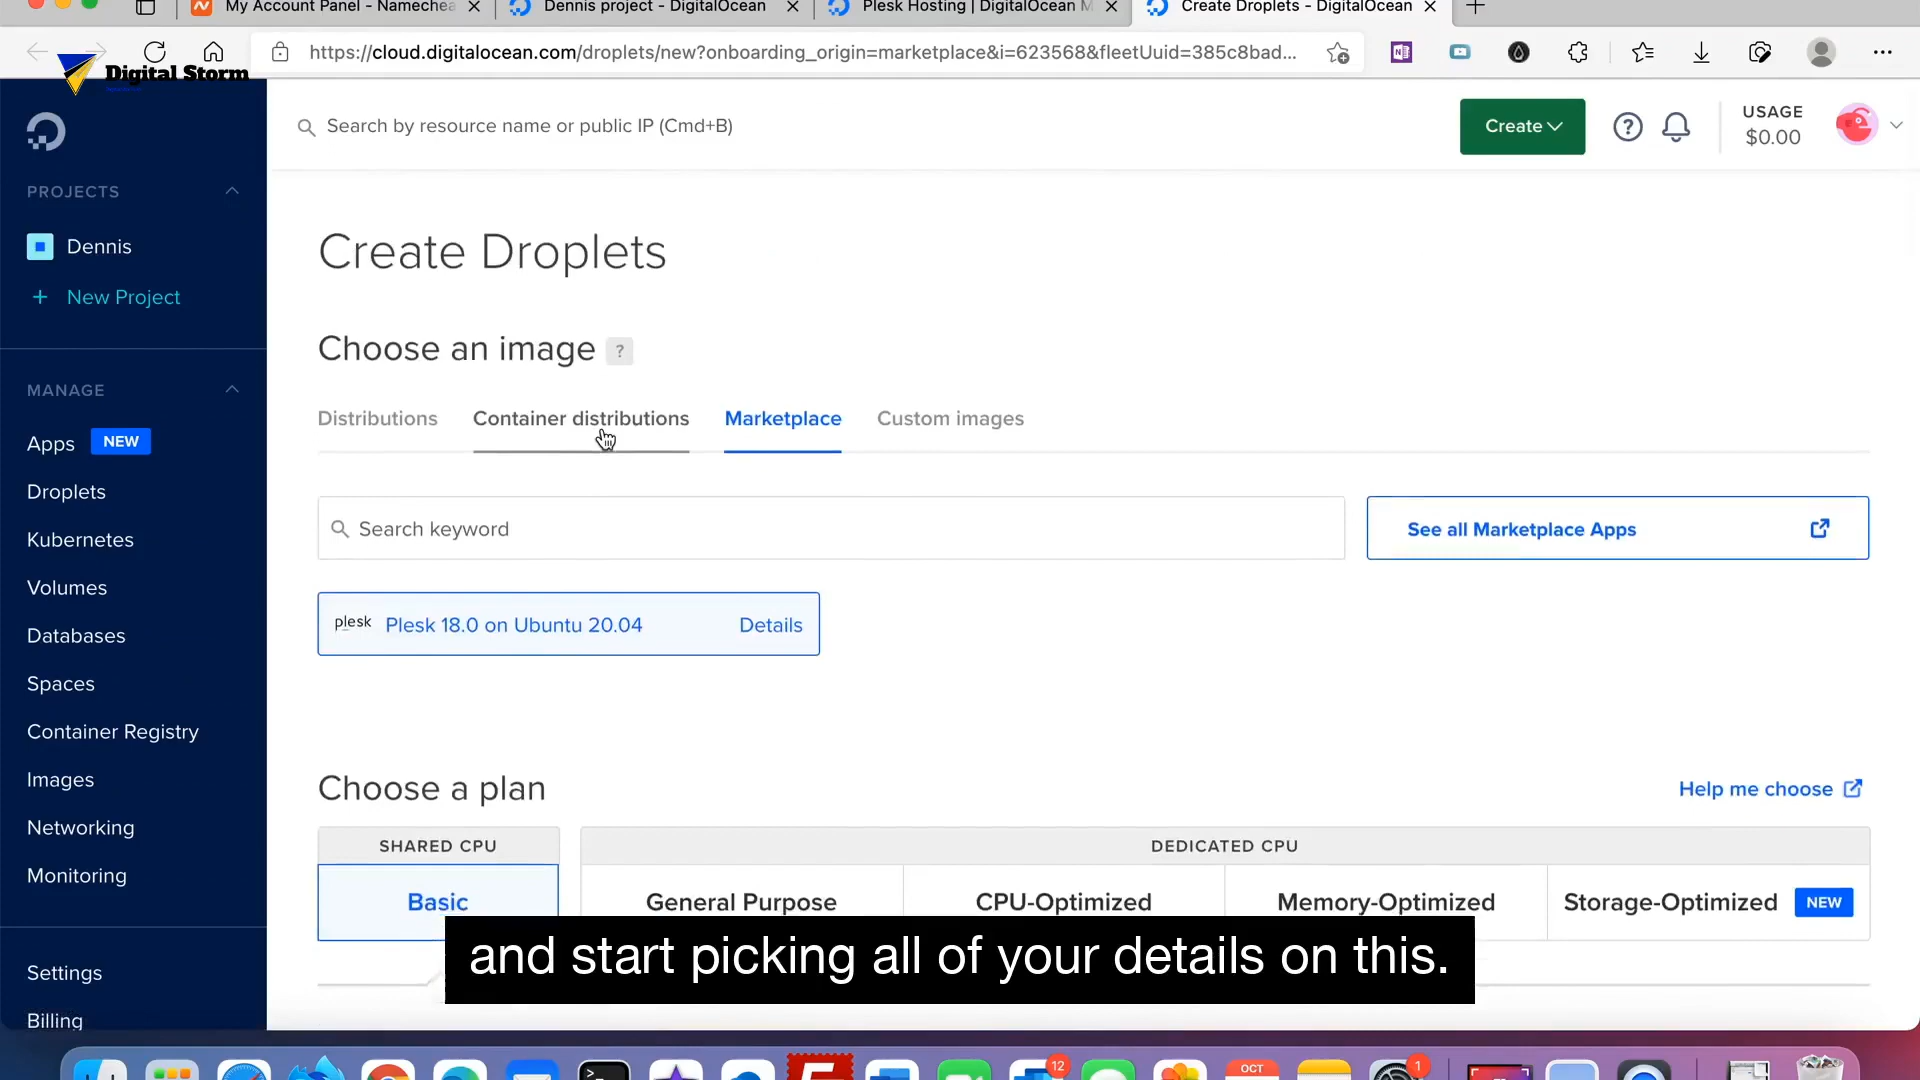 My Account Panel - Namechea
Dennis project - DigitalOcean
Plesk Hosting | DigitalOcean M
Create Droplets - DigitalOcean
https://cloud.digitalocean.com/droplets/new?onboarding_origin=marketplace&i=623568&fleetUuid=385c8bad...
Digital Storm
Search by resource name or public IP (Cmd+B)
Create
?
USAGE
$0.00
PROJECTS
Dennis
+ New Project
MANAGE
Apps NEW
Droplets
Kubernetes
Volumes
Databases
Spaces
Container Registry
Images
Networking
Monitoring
Settings
Billing
Create Droplets
Choose an image ?
Distributions
Container distributions
Marketplace
Custom images
Search keyword
See all Marketplace Apps
plesk Plesk 18.0 on Ubuntu 20.04 Details
Choose a plan
Help me choose
SHARED CPU
DEDICATED CPU
Basic
General Purpose
CPU-Optimized
Memory-Optimized
Storage-Optimized NEW
and start picking all of your details on this.
12
OCT
1